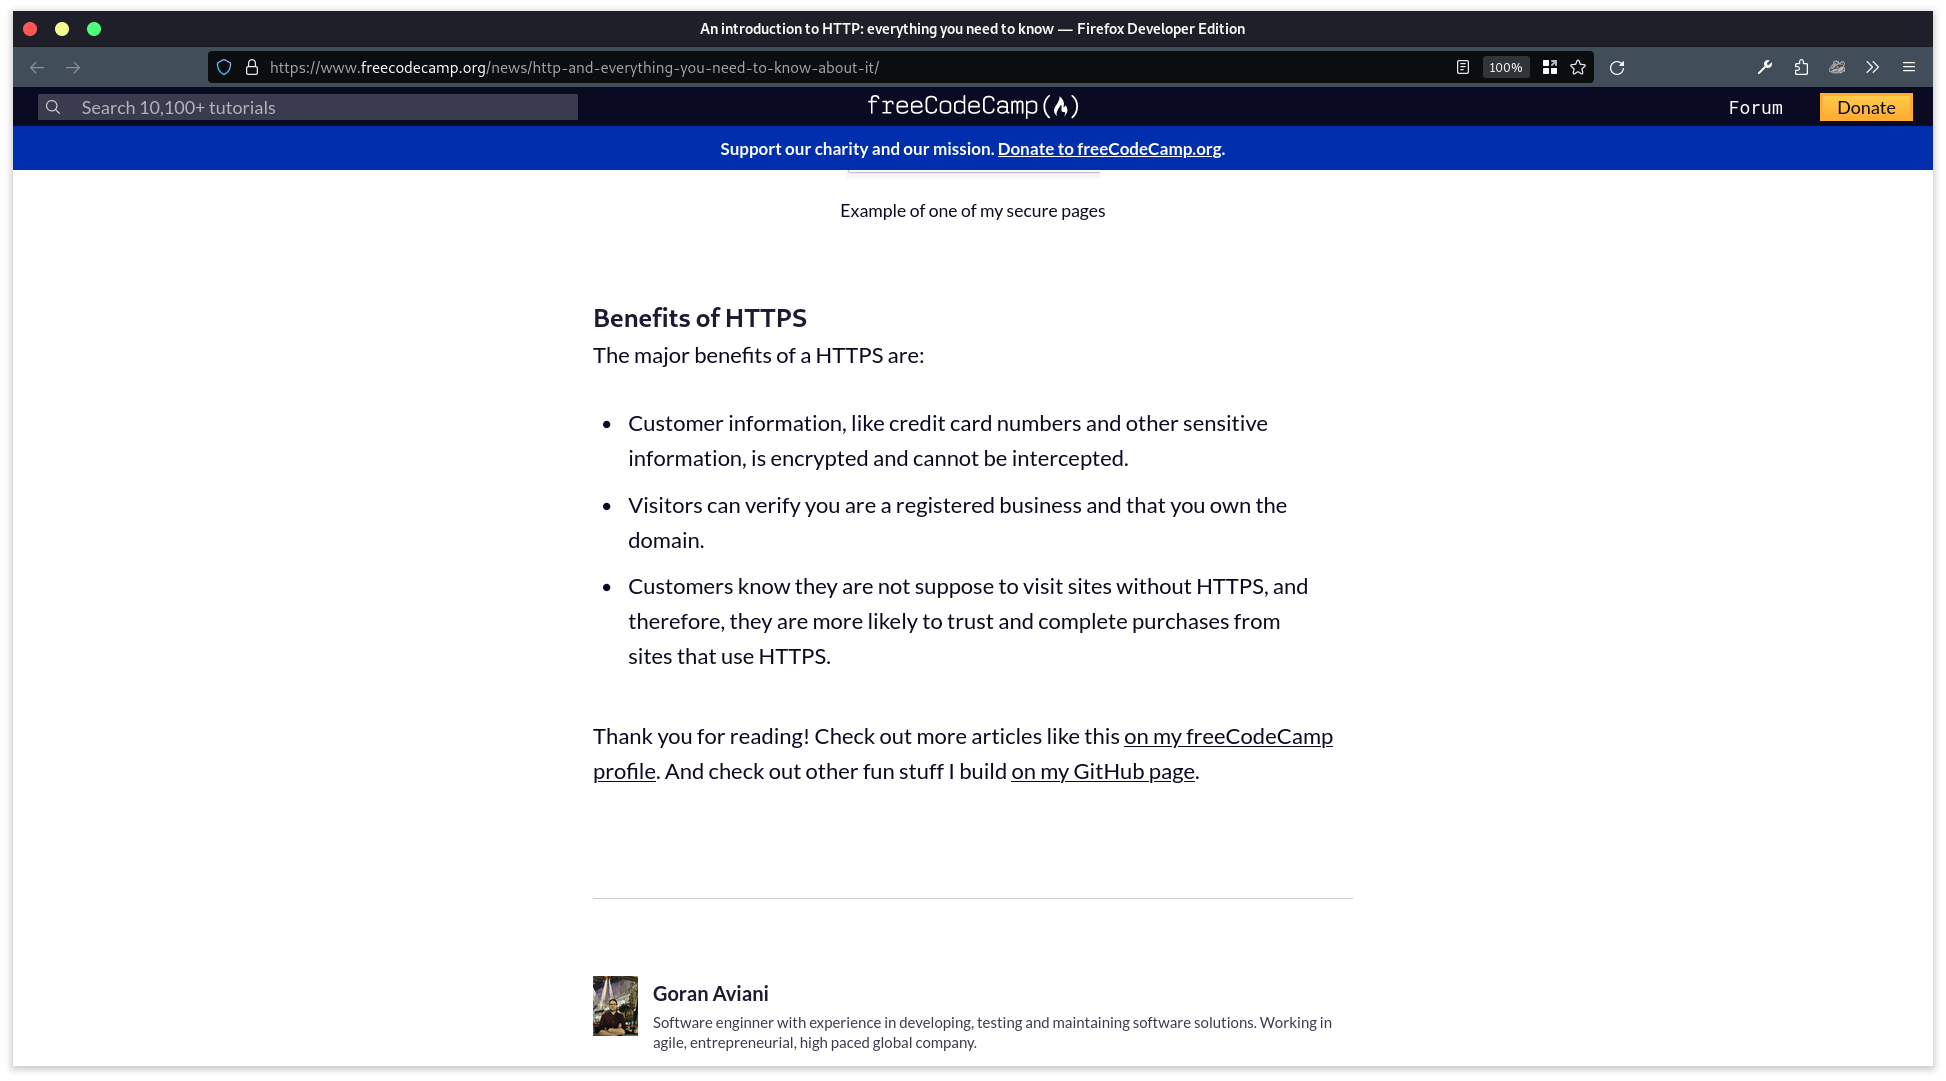 An introduction to HTTP: everything you need to know — Firefox Developer Edition
https://www.freecodecamp.org/news/http-and-everything-you-need-to-know-about-it/
100%
Search 10,100+ tutorials
freeCodeCamp
Forum
Donate
Support our charity and our mission. Donate to freeCodeCamp.org.
Example of one of my secure pages
Benefits of HTTPS
The major benefits of a HTTPS are:
• Customer information, like credit card numbers and other sensitive
information, is encrypted and cannot be intercepted.
• Visitors can verify you are a registered business and that you own the
domain.
• Customers know they are not suppose to visit sites without HTTPS, and
therefore, they are more likely to trust and complete purchases from
sites that use HTTPS.
Thank you for reading! Check out more articles like this on my freeCodeCamp
profile. And check out other fun stuff I build on my GitHub page.
Goran Aviani
Software enginner with experience in developing, testing and maintaining software solutions. Working in
agile, entrepreneurial, high paced global company.